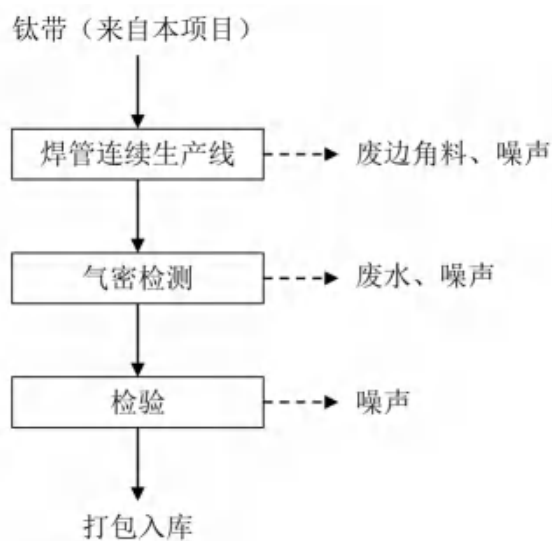 钛带（来自本项目）
焊管连续生产线
废边角料、噪声
气密检测
废水、噪声
检验
噪声
打包入库